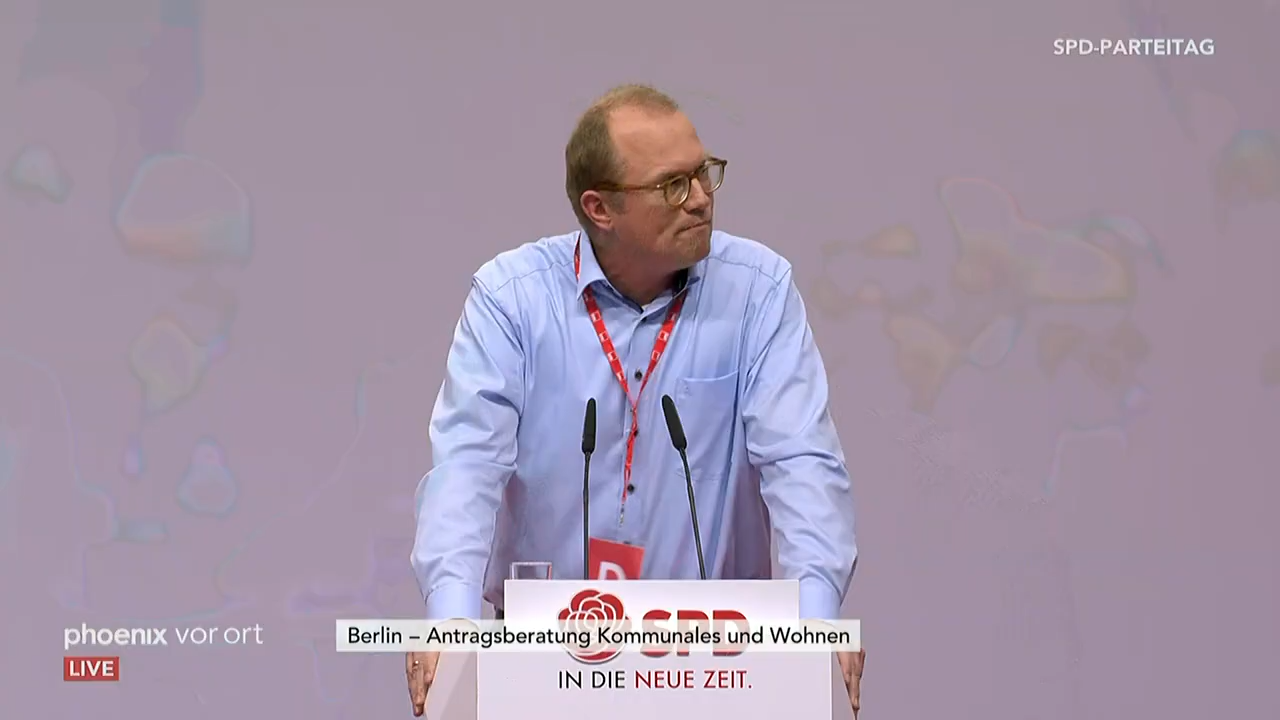 SPD-PARTEITAG
D
phoenix vor ort
LIVE
Berlin – Antragsberatung Kommunales und Wohnen
SPD
IN DIE NEUE ZEIT.